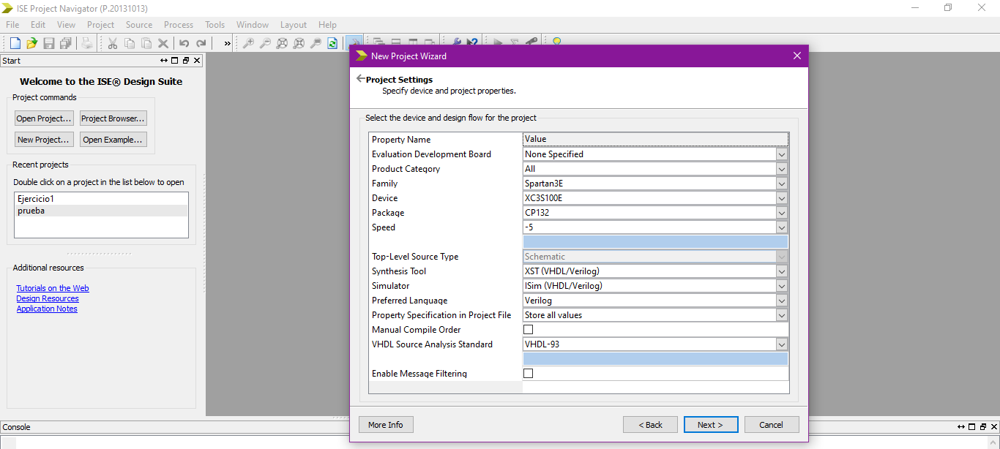 ISE Project Navigator (P.20131013)
File Edit View Project Source Process Tools Window Layout Help
»
Start
Welcome to the ISE® Design Suite
Project commands
Open Project... Project Browser...
New Project... Open Example...
Recent projects
Double click on a project in the list below to open
Ejercicio1
prueba
Additional resources
Tutorials on the Web
Design Resources
Application Notes
Console
New Project Wizard
Project Settings
Specify device and project properties.
Select the device and design flow for the project
Property Name Value
Evaluation Development Board None Specified
Product Category All
Family Spartan3E
Device XC3S100E
Package CP132
Speed -5
Top-Level Source Type Schematic
Synthesis Tool XST (VHDL/Verilog)
Simulator ISim (VHDL/Verilog)
Preferred Language Verilog
Property Specification in Project File Store all values
Manual Compile Order
VHDL Source Analysis Standard VHDL-93
Enable Message Filtering
More Info < Back Next > Cancel